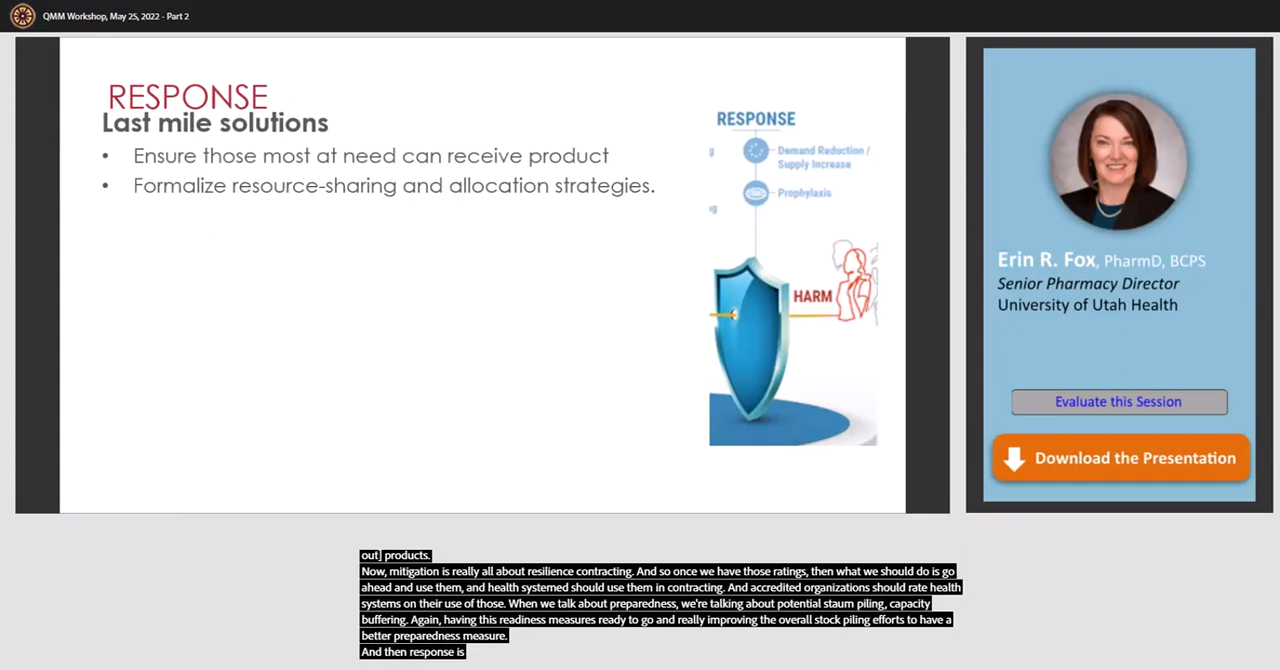 QMM Workshop, May 25, 2022 - Part 2
RESPONSE
Last mile solutions
• Ensure those most at need can receive product
• Formalize resource-sharing and allocation strategies.
RESPONSE
Demand Reduction /
Supply Increase
Prophylaxis
HARM
Erin R. Fox, PharmD, BCPS
Senior Pharmacy Director
University of Utah Health
Evaluate this Session
Download the Presentation
out] products.
Now, mitigation is really all about resilience contracting. And so once we have those ratings, then what we should do is go
ahead and use them, and health systemed should use them in contracting. And accredited organizations should rate health
systems on their use of those. When we talk about preparedness, we're talking about potential staum piling, capacity
buffering. Again, having this readiness measures ready to go and really improving the overall stock piling efforts to have a
better preparedness measure.
And then response is